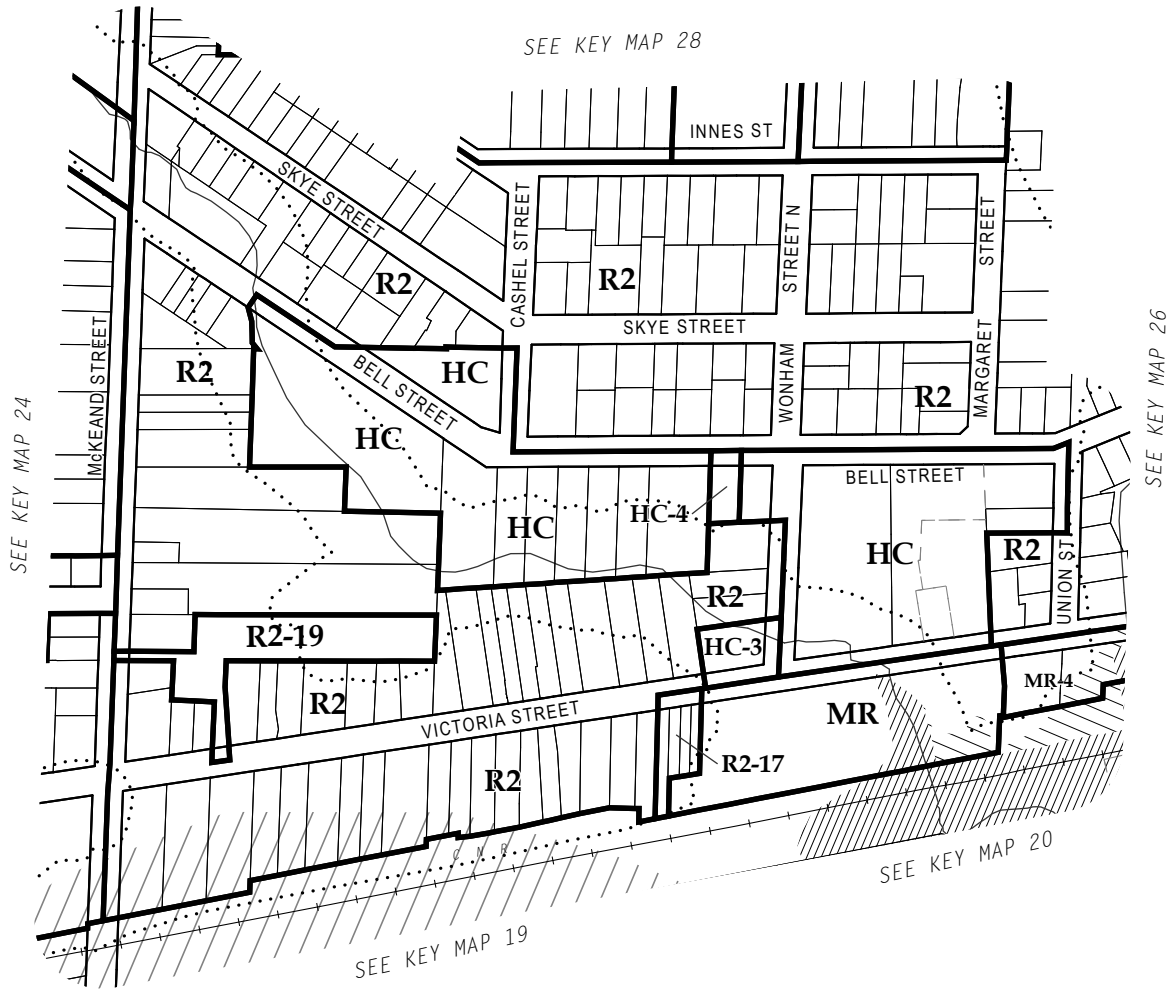 SEE KEY MAP 28
INNES ST
SKYE STREET
CASHEL STREET
STREET N
STREET
R2
R2
SKYE STREET
SEE KEY MAP 26
McKEAND STREET
R2
BELL STREET
HC
WONHAM
MARGARET
R2
SEE KEY MAP 24
HC
BELL STREET
HC-4
HC
HC
R2
UNION ST
R2
R2-19
HC-3
MR-4
R2
VICTORIA STREET
MR
R2-17
R2
C N R
SEE KEY MAP 20
SEE KEY MAP 19